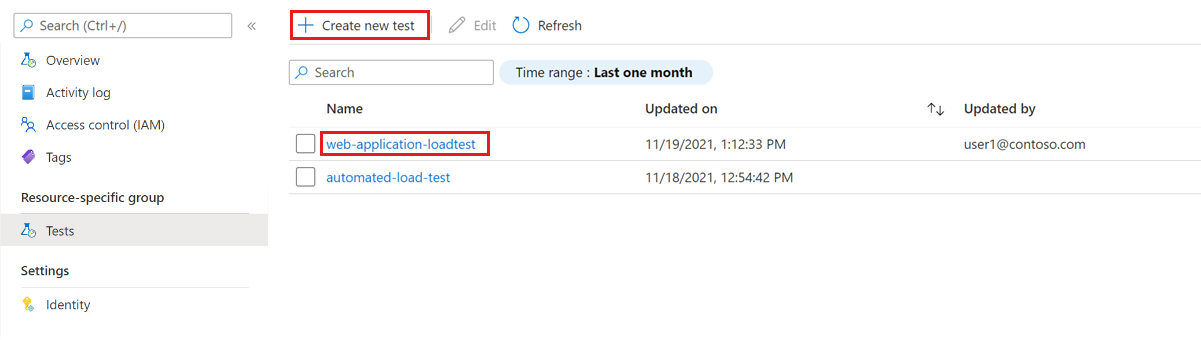 Search (Ctrl+/)
«
Overview
Activity log
Access control (IAM)
Tags
Resource-specific group
Tests
Settings
Identity
Create new test
Edit
Refresh
Search
Time range : Last one month
Name Updated on Updated by
web-application-loadtest 11/19/2021, 1:12:33 PM user1@contoso.com
automated-load-test 11/18/2021, 12:54:42 PM